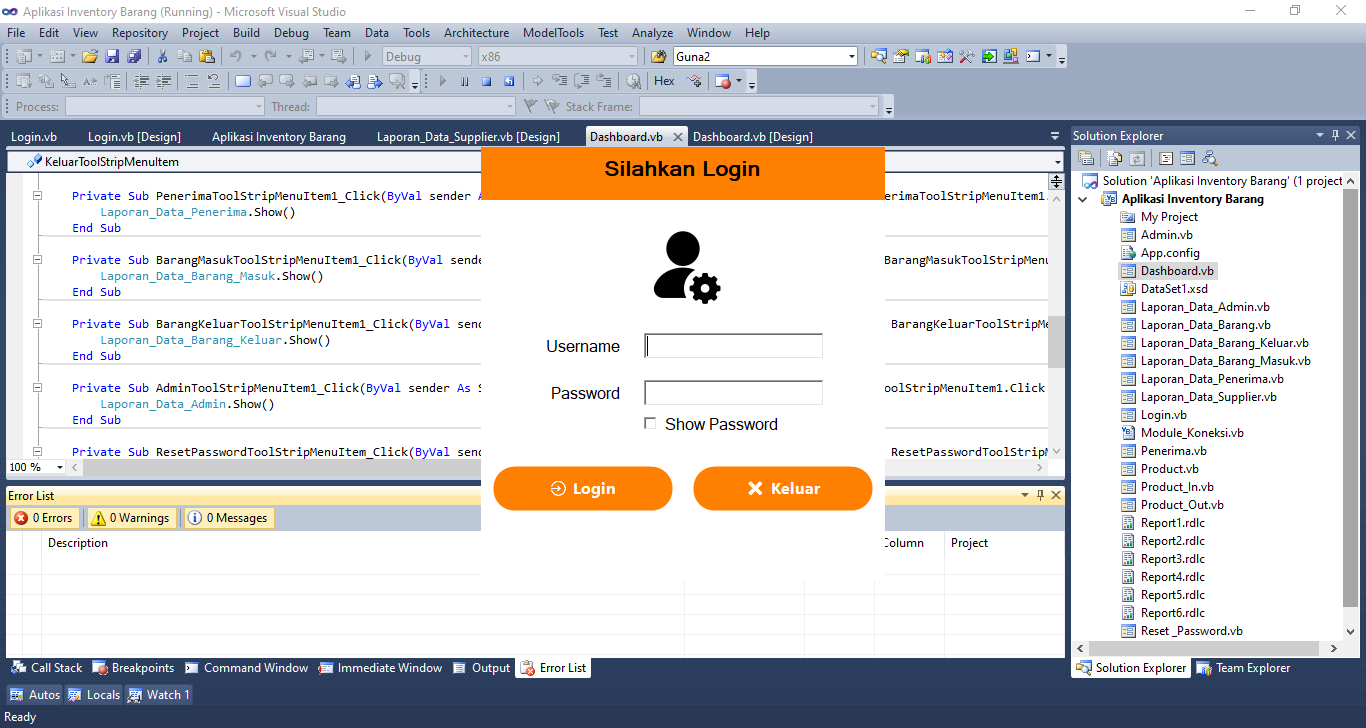 Aplikasi Inventory Barang (Running) - Microsoft Visual Studio
File Edit View Repository Project Build Debug Team Data Tools Architecture ModelTools Test Analyze Window Help
Debug x86 Guna2
Hex
Process: Thread: Stack Frame:
Login.vb Login.vb [Design] Aplikasi Inventory Barang Laporan_Data_Supplier.vb [Design] Dashboard.vb Dashboard.vb [Design]
KeluarToolStripMenuItem
Private Sub PenerimaToolStripMenuItem1_Click(ByVal sender A erimaToolStripMenuItem1.
Laporan_Data_Penerima.Show()
End Sub
Private Sub BarangMasukToolStripMenuItem1_Click(ByVal sende BarangMasukToolStripMenu
Laporan_Data_Barang_Masuk.Show()
End Sub
Private Sub BarangKeluarToolStripMenuItem1_Click(ByVal send BarangKeluarToolStripMe
Laporan_Data_Barang_Keluar.Show()
End Sub
Private Sub AdminToolStripMenuItem1_Click(ByVal sender As S oolStripMenuItem1.Click
Laporan_Data_Admin.Show()
End Sub
Private Sub ResetPasswordToolStripMenuItem_Click(ByVal send ResetPasswordToolStripM
100 %
Silahkan Login
Username
Password
Show Password
Login
Keluar
Error List
0 Errors 0 Warnings 0 Messages
Description Column Project
Call Stack Breakpoints Command Window Immediate Window Output Error List
Autos Locals Watch 1
Ready
Solution Explorer
Solution 'Aplikasi Inventory Barang' (1 project
Aplikasi Inventory Barang
My Project
Admin.vb
App.config
Dashboard.vb
DataSet1.xsd
Laporan_Data_Admin.vb
Laporan_Data_Barang.vb
Laporan_Data_Barang_Keluar.vb
Laporan_Data_Barang_Masuk.vb
Laporan_Data_Penerima.vb
Laporan_Data_Supplier.vb
Login.vb
Module_Koneksi.vb
Penerima.vb
Product.vb
Product_In.vb
Product_Out.vb
Report1.rdlc
Report2.rdlc
Report3.rdlc
Report4.rdlc
Report5.rdlc
Report6.rdlc
Reset _Password.vb
Solution Explorer Team Explorer